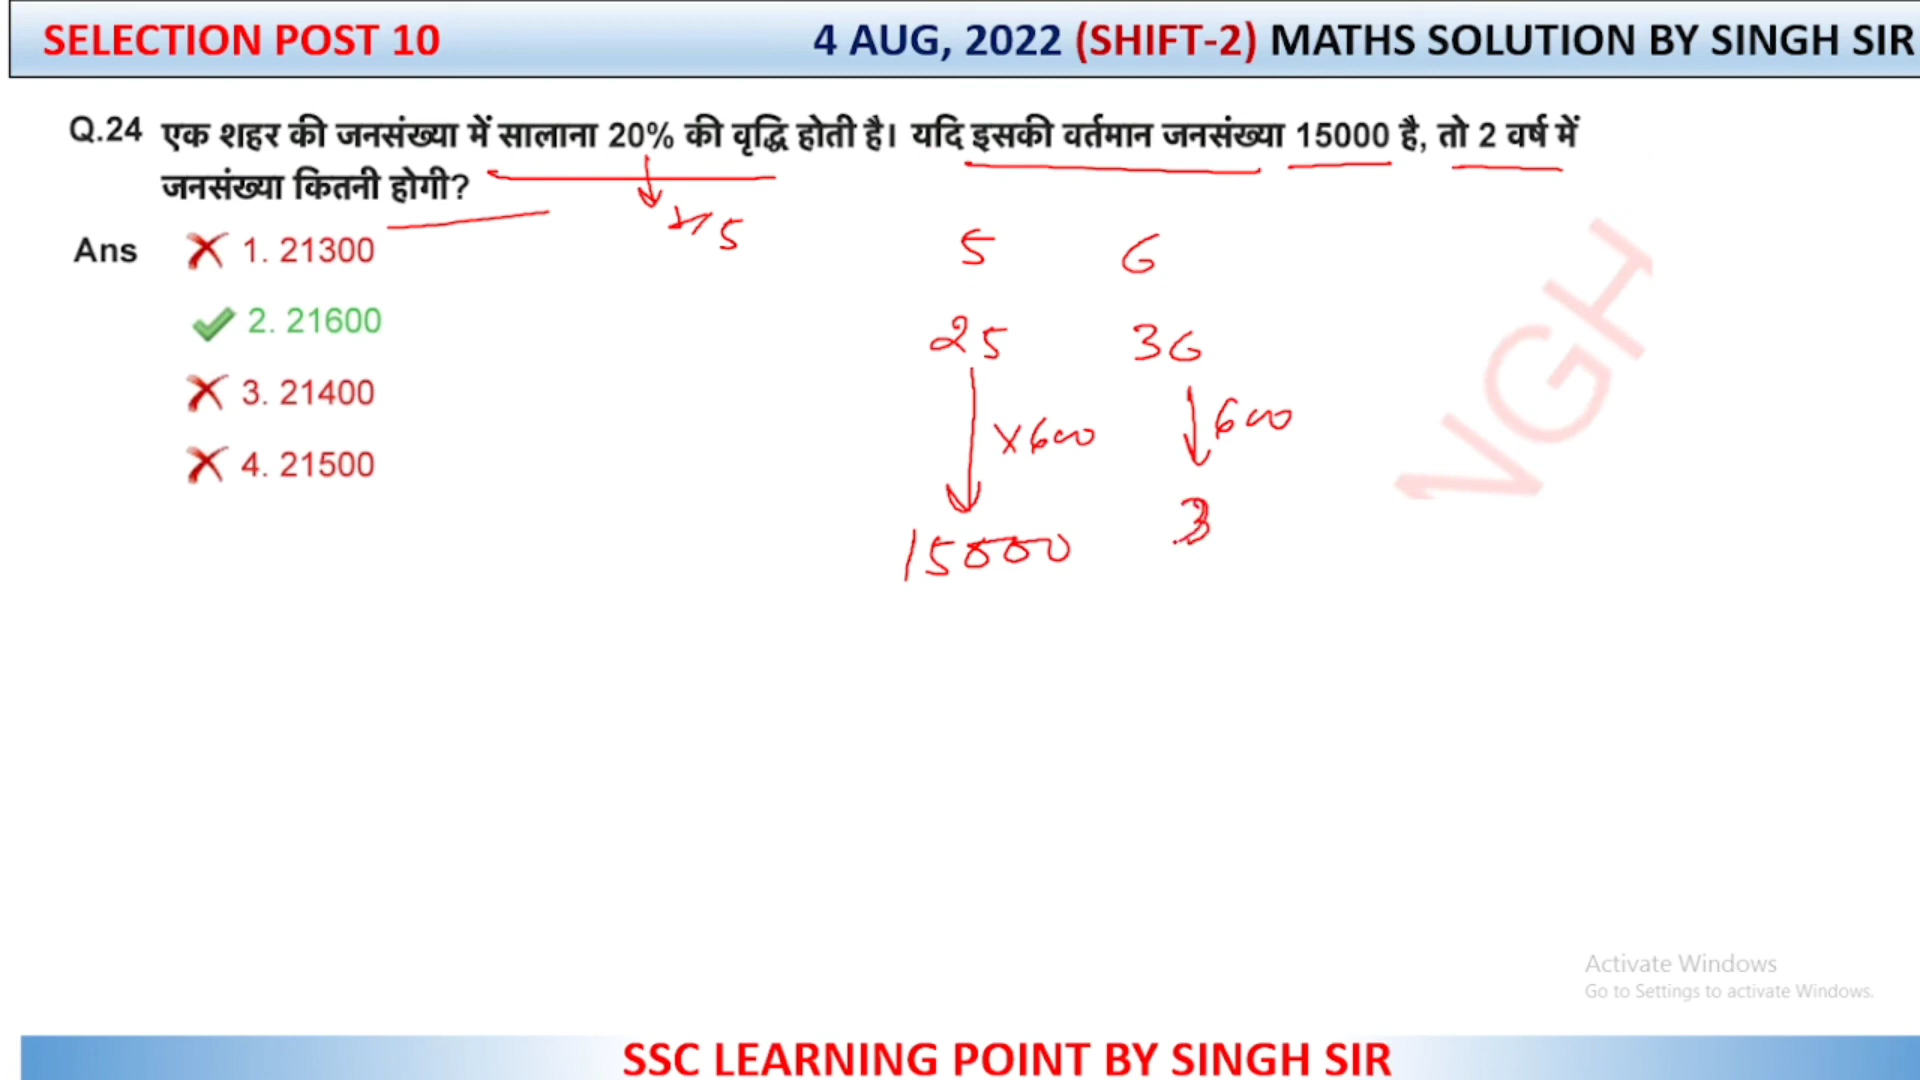 SELECTION POST 10 4 AUG, 2022 (SHIFT-2) MATHS SOLUTION BY SINGH SIR
Q.24 एक शहर की जनसंख्या में सालाना 20% की वृद्धि होती है। यदि इसकी वर्तमान जनसंख्या 15000 है, तो 2 वर्ष में
जनसंख्या कितनी होगी?
Ans 1. 21300
2. 21600
3. 21400
4. 21500
5
5 6
25 36
×600 600
15000 3
NGH
Activate Windows
Go to Settings to activate Windows.
SSC LEARNING POINT BY SINGH SIR